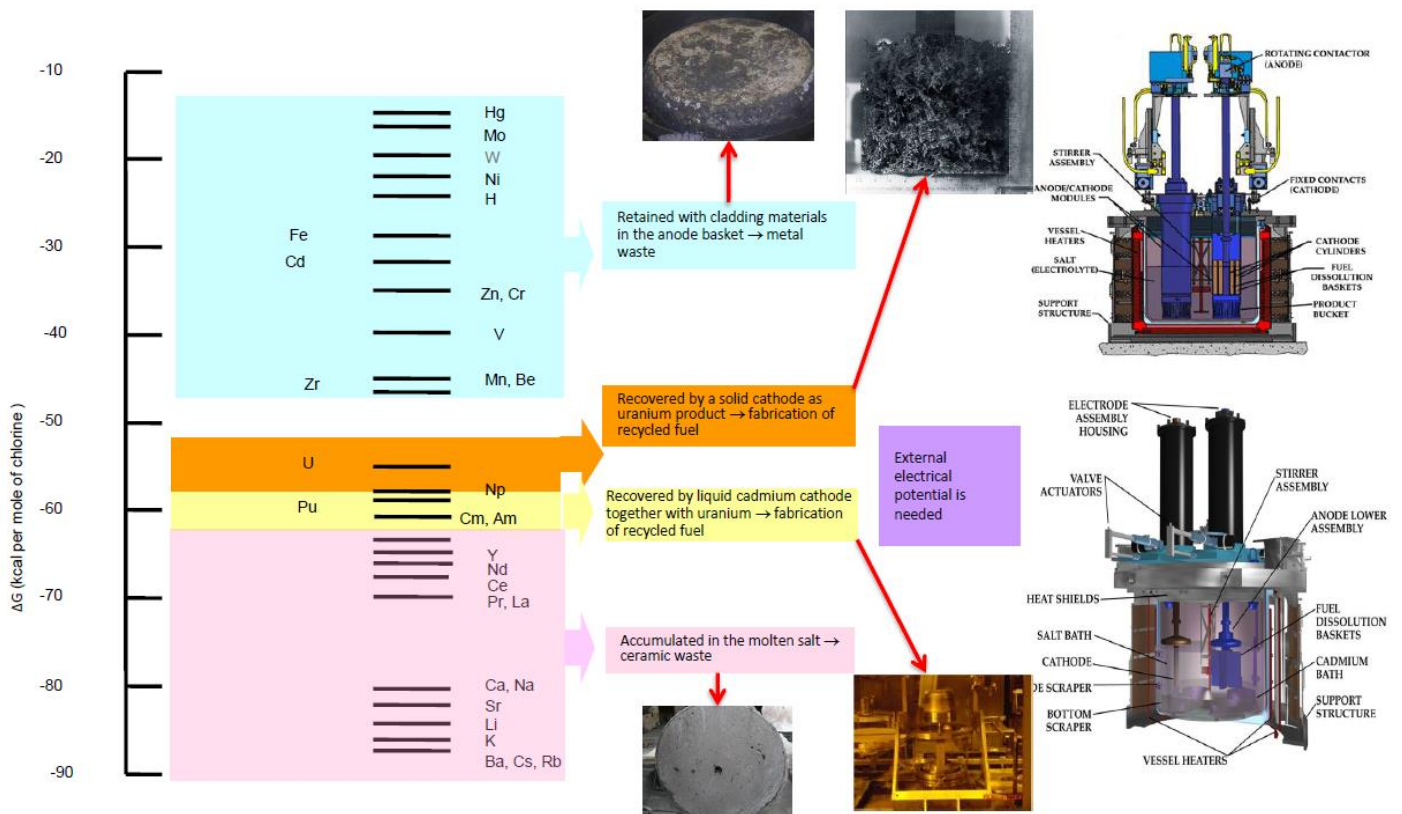 ΔG (kcal per mole of chlorine )
-10
-20
-30
-40
-50
-60
-70
-80
-90
Hg
Mo
W
Ni
H
Fe
Cd
Zn, Cr
V
Zr
Mn, Be
U
Np
Pu
Cm, Am
Y
Nd
Ce
Pr, La
Ca, Na
Sr
Li
K
Ba, Cs, Rb
Retained with cladding materials
in the anode basket → metal
waste
Recovered by a solid cathode as
uranium product → fabrication of
recycled fuel
Recovered by liquid cadmium cathode
together with uranium → fabrication
of recycled fuel
Accumulated in the molten salt →
ceramic waste
External
electrical
potential is
needed
ROTATING CONTACTOR
(ANODE)
STIRRER
ASSEMBLY
ANODE/CATHODE
MODULES
VESSEL
HEATERS
SALT
(ELECTROLYTE)
SUPPORT
STRUCTURE
FIXED CONTACTS
(CATHODE)
CATHODE
CYLINDERS
FUEL
DISSOLUTION
BASKETS
PRODUCT
BUCKET
ELECTRODE
ASSEMBLY
HOUSING
VALVE
ACTUATORS
STIRRER
ASSEMBLY
ANODE LOWER
ASSEMBLY
HEAT SHIELDS
SALT BATH
CATHODE
DE SCRAPER
BOTTOM
SCRAPER
FUEL
DISSOLUTION
BASKETS
CADMIUM
BATH
SUPPORT
STRUCTURE
VESSEL HEATERS